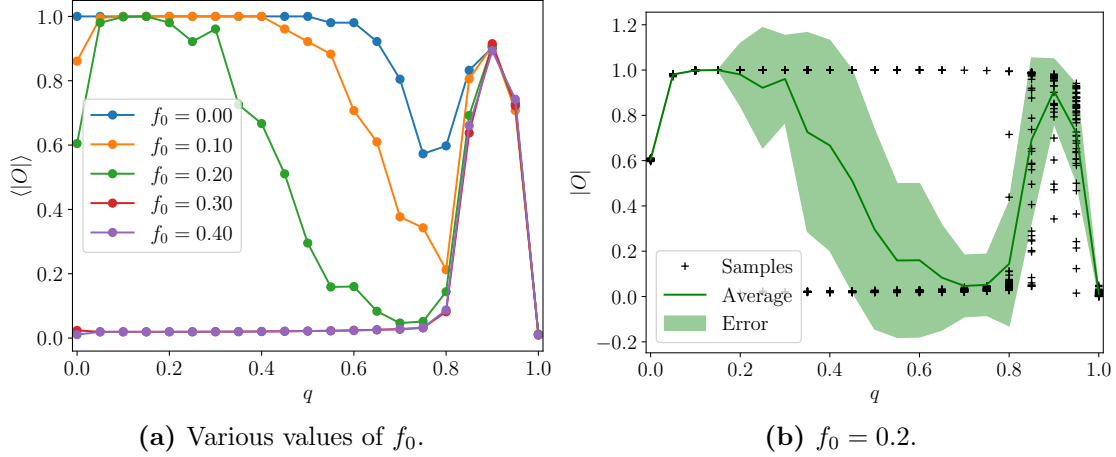 1.0
0.8
0.6
0.4
0.2
0.0
⟨|O|⟩
f₀ = 0.00
f₀ = 0.10
f₀ = 0.20
f₀ = 0.30
f₀ = 0.40
0.0 0.2 0.4 0.6 0.8 1.0
q
(a) Various values of f₀.
1.2
1.0
0.8
0.6
0.4
0.2
0.0
−0.2
|O|
Samples
Average
Error
0.0 0.2 0.4 0.6 0.8 1.0
q
(b) f₀ = 0.2.